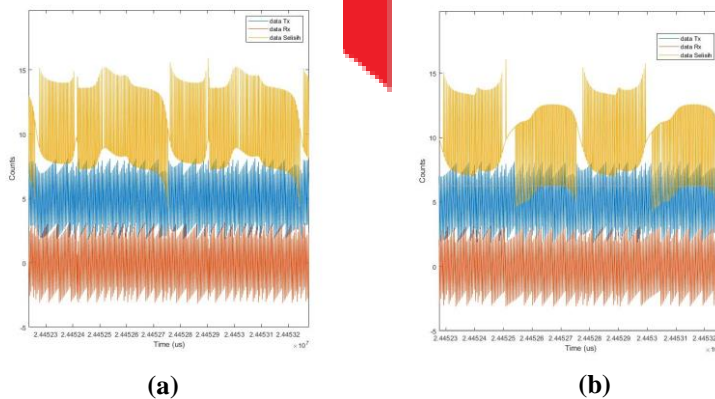 data Tx
data Rx
data Selisih
15
10
5
0
-5
Counts
2.44523 2.44524 2.44525 2.44526 2.44527 2.44528 2.44529 2.4453 2.44531 2.44532
Time (us)
×10⁷
(a)
data Tx
data Rx
data Selisih
15
10
5
0
-5
Counts
2.44523 2.44524 2.44525 2.44526 2.44527 2.44528 2.44529 2.4453 2.44531
Time (us)
(b)